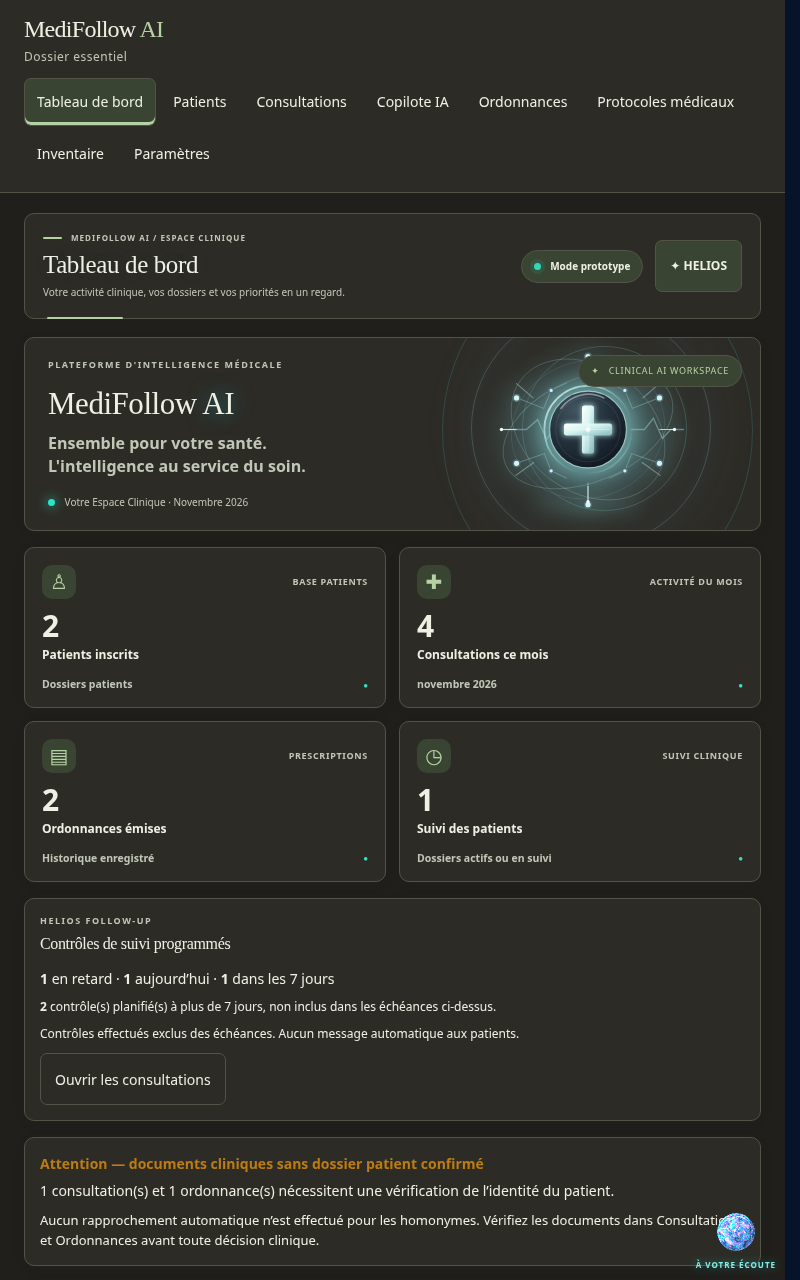 MediFollow AI
Dossier essentiel
Tableau de bord
Patients
Consultations
Copilote IA
Ordonnances
Protocoles médicaux
Inventaire
Paramètres
MEDIFOLLOW AI / ESPACE CLINIQUE
Tableau de bord
Votre activité clinique, vos dossiers et vos priorités en un regard.
Mode prototype
✦ HELIOS
PLATEFORME D'INTELLIGENCE MÉDICALE
✦ CLINICAL AI WORKSPACE
MediFollow AI
Ensemble pour votre santé.
L'intelligence au service du soin.
Votre Espace Clinique · Novembre 2026
BASE PATIENTS
2
Patients inscrits
Dossiers patients
ACTIVITÉ DU MOIS
4
Consultations ce mois
novembre 2026
PRESCRIPTIONS
2
Ordonnances émises
Historique enregistré
SUIVI CLINIQUE
1
Suivi des patients
Dossiers actifs ou en suivi
HELIOS FOLLOW-UP
Contrôles de suivi programmés
1 en retard · 1 aujourd’hui · 1 dans les 7 jours
2 contrôle(s) planifié(s) à plus de 7 jours, non inclus dans les échéances ci-dessus.
Contrôles effectués exclus des échéances. Aucun message automatique aux patients.
Ouvrir les consultations
Attention — documents cliniques sans dossier patient confirmé
1 consultation(s) et 1 ordonnance(s) nécessitent une vérification de l’identité du patient.
Aucun rapprochement automatique n’est effectué pour les homonymes. Vérifiez les documents dans
et Ordonnances avant toute décision clinique.
À VOTRE ÉCOUTE